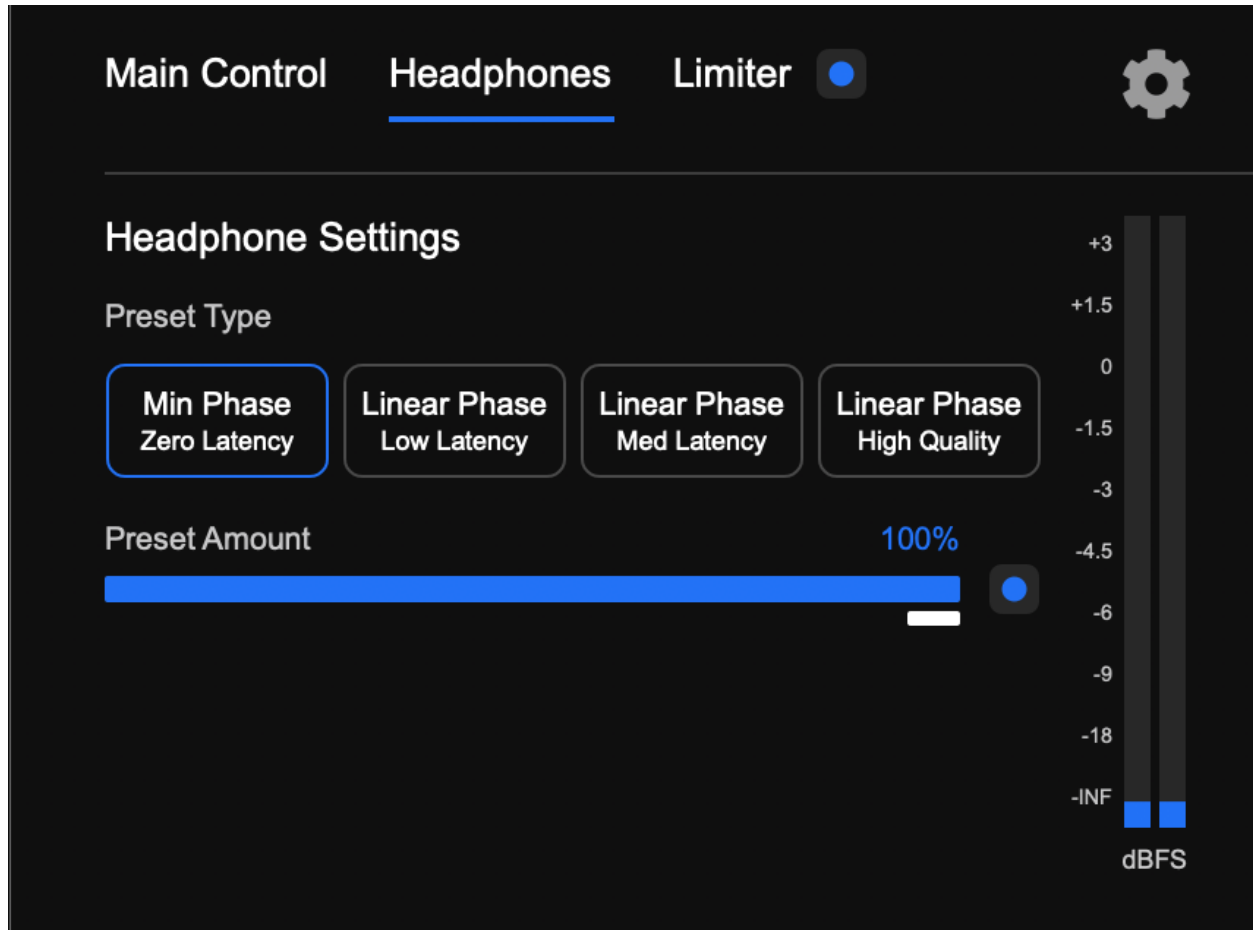 Main Control Headphones Limiter
Headphone Settings
Preset Type
Min Phase
Zero Latency
Linear Phase
Low Latency
Linear Phase
Med Latency
Linear Phase
High Quality
Preset Amount 100%
+3
+1.5
0
-1.5
-3
-4.5
-6
-9
-18
-INF
dBFS